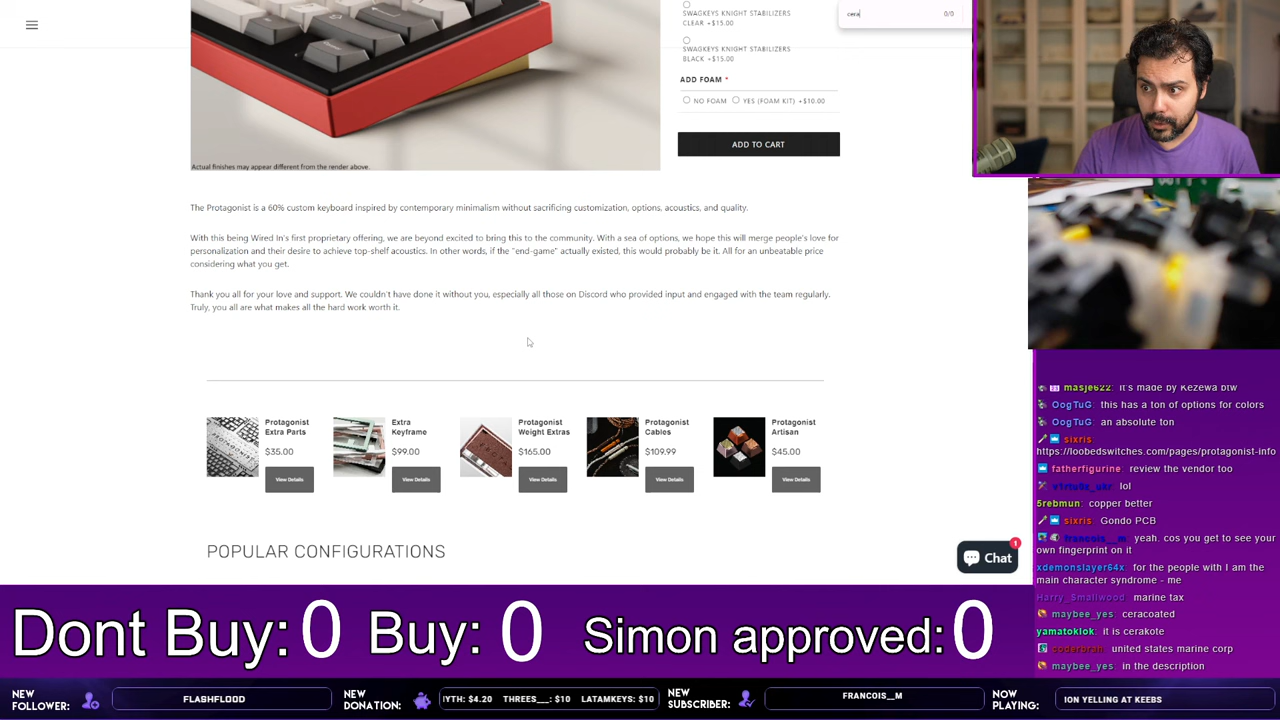 SWAGKEYS KNIGHT STABILIZERS
CLEAR +$15.00
SWAGKEYS KNIGHT STABILIZERS
BLACK +$15.00
ADD FOAM *
NO FOAM YES (FOAM KIT) +$10.00
ADD TO CART
cera 0/0
Actual finishes may appear different from the render above.
The Protagonist is a 60% custom keyboard inspired by contemporary minimalism without sacrificing customization, options, acoustics, and quality.
With this being Wired In's first proprietary offering, we are beyond excited to bring this to the community. With a sea of options, we hope this will merge people's love for
personalization and their desire to achieve top-shelf acoustics. In other words, if the "end-game" actually existed, this would probably be it. All for an unbeatable price
considering what you get.
Thank you all for your love and support. We couldn't have done it without you, especially all those on Discord who provided input and engaged with the team regularly.
Truly, you all are what makes all the hard work worth it.
Protagonist
Extra Parts
$35.00
View Details
Extra
Keyframe
$99.00
View Details
Protagonist
Weight Extras
$165.00
View Details
Protagonist
Cables
$109.99
View Details
Protagonist
Artisan
$45.00
View Details
POPULAR CONFIGURATIONS
Chat 1
masje622: it's made by Kezewa btw
OogTuG: this has a ton of options for colors
OogTuG: an absolute ton
sixris:
https://loobedswitches.com/pages/protagonist-info
fatherfigurine: review the vendor too
lol
5rebmun: copper better
sixris: Gondo PCB
francois__m: yeah. cos you get to see your
own fingerprint on it
xdemonslayer64x: for the people with I am the
main character syndrome - me
Harry_Smallwood: marine tax
maybee_yes: ceracoated
yamatoklok: it is cerakote
coderbrah: united states marine corp
maybee_yes: in the description
Dont Buy: 0 Buy: 0 Simon approved: 0
NEW
FOLLOWER:
FLASHFLOOD
NEW
DONATION:
IYTH: $4.20 THREES__: $10 LATAMKEYS: $10
NEW
SUBSCRIBER:
FRANCOIS__M
NOW
PLAYING:
ION YELLING AT KEEBS